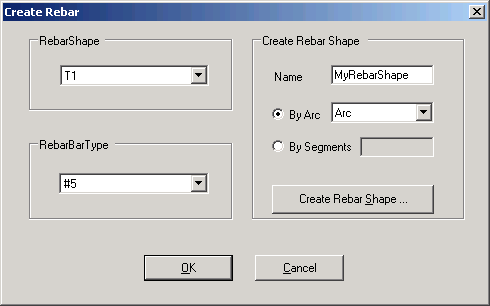 Create Rebar
RebarShape
T1
RebarBarType
#5
Create Rebar Shape
Name
MyRebarShape
By Arc
Arc
By Segments
Create Rebar Shape ...
OK
Cancel